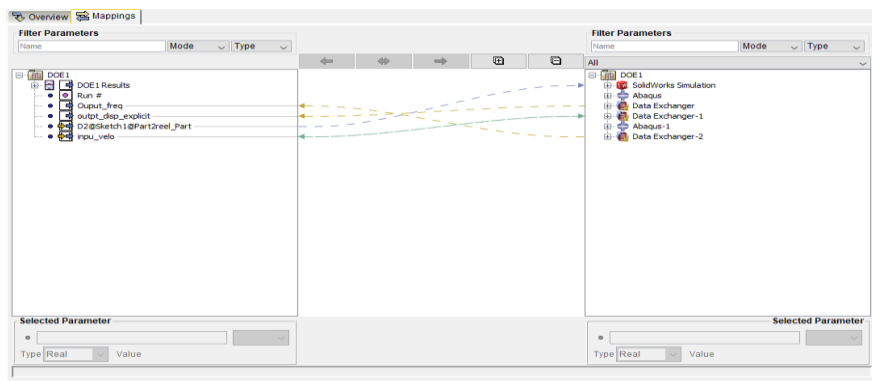 Overview Mappings
Filter Parameters
Name Mode Type
DOE1
DOE1 Results
Run #
Ouput_freq
outpt_disp_explicit
D2@Sketch1@Part2reel_Part
inpu_velo
Selected Parameter
Type Real Value
Filter Parameters
Name Mode Type
All
DOE1
SolidWorks Simulation
Abaqus
Data Exchanger
Data Exchanger-1
Abaqus-1
Data Exchanger-2
Selected Parameter
Type Real Value